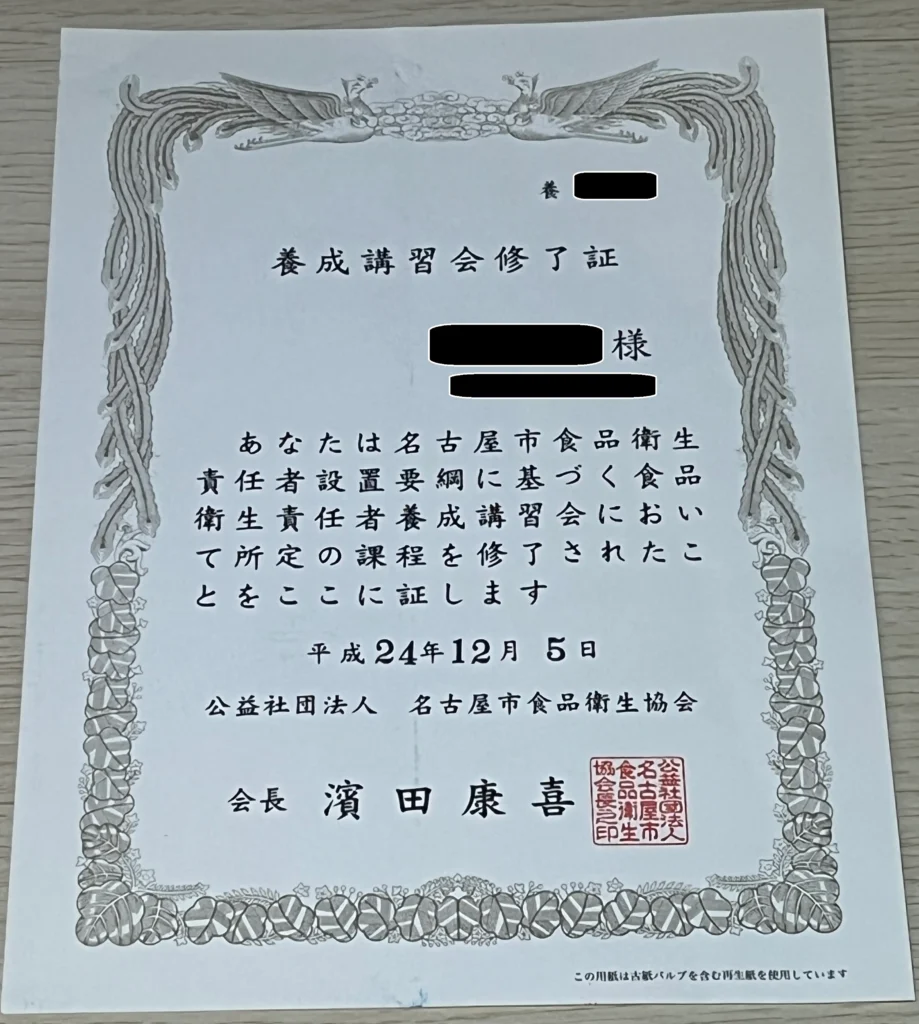 養
養成講習会修了証
様
あなたは名古屋市食品衛生
責任者設置要綱に基づく食品
衛生責任者養成講習会におい
て所定の課程を修了されたこ
とをここに証します
平成24年12月 5日
公益社団法人 名古屋市食品衛生協会
会長 濱田康喜
公益社団法人
名古屋市
食品衛生
協会長之印
この用紙は古紙パルプを含む再生紙を使用しています